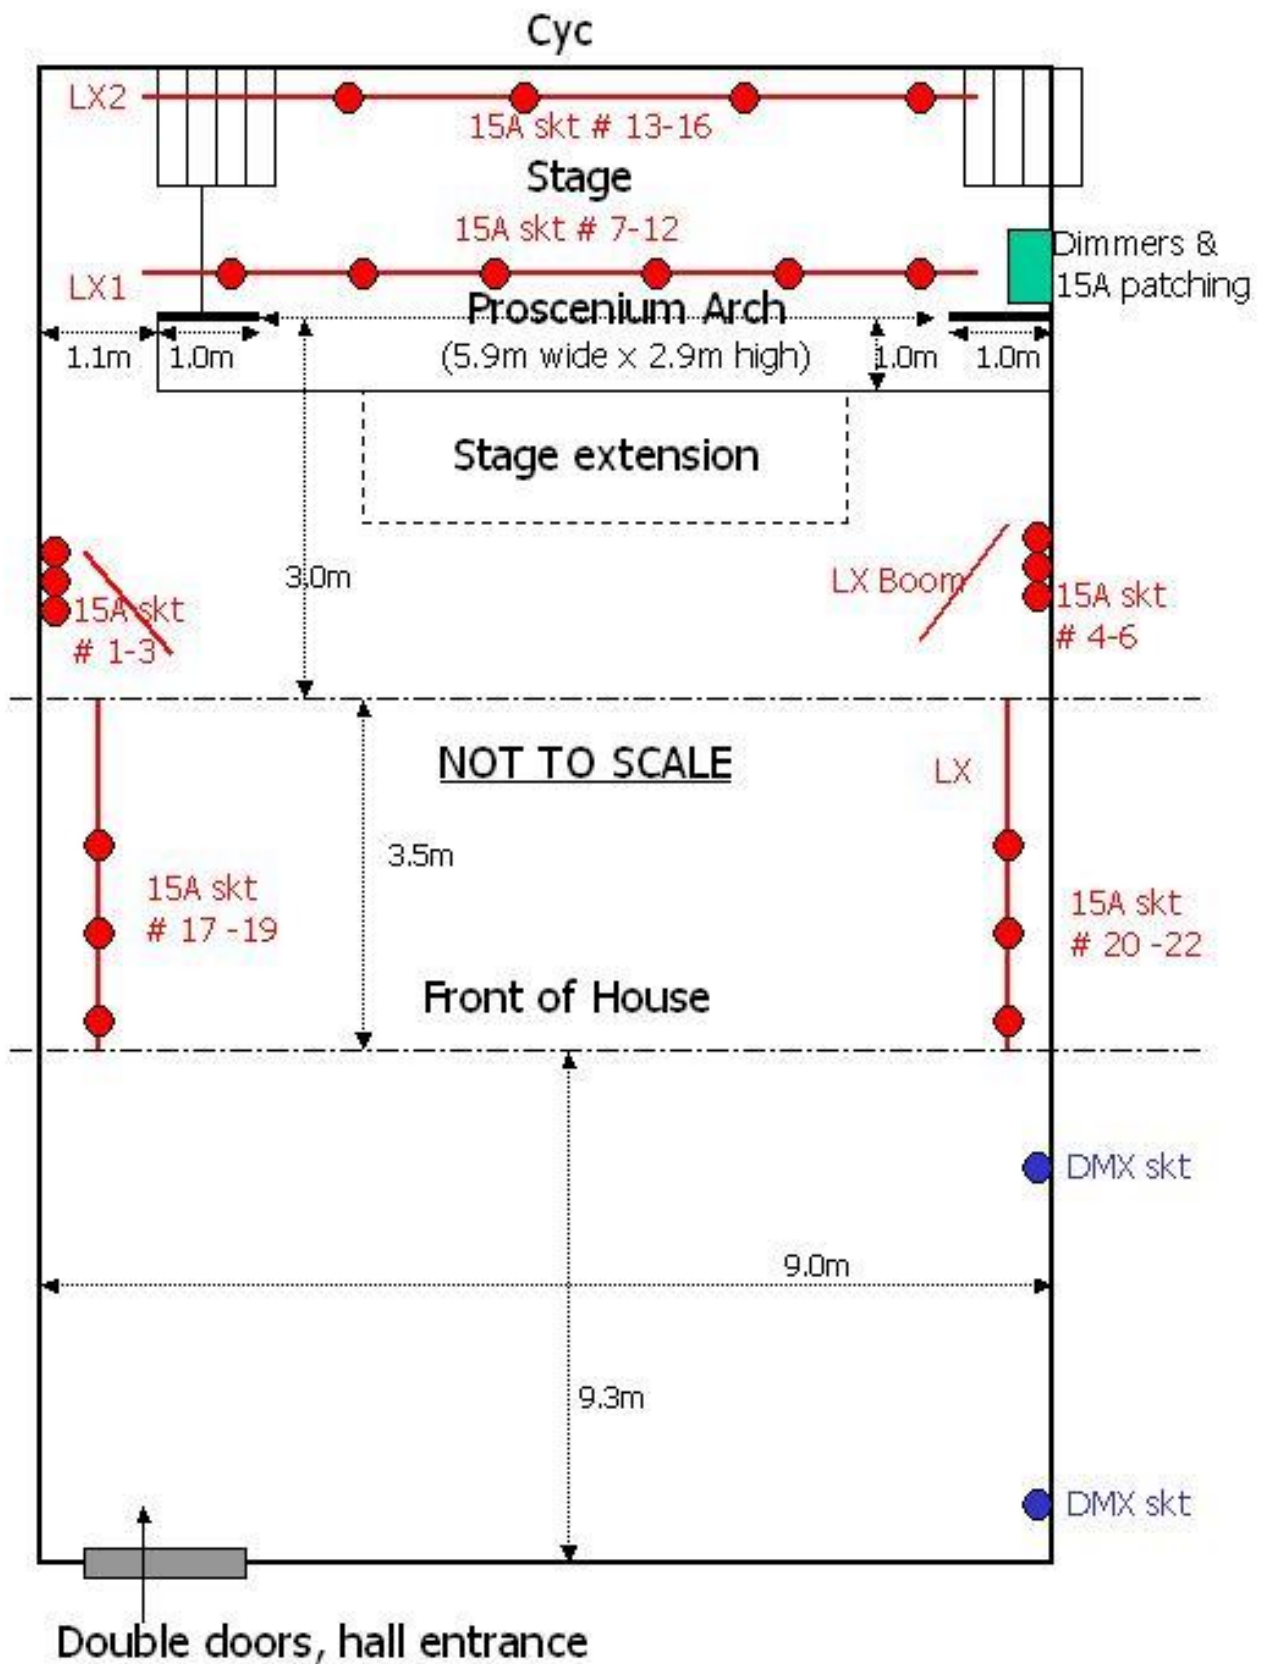 Cyc
LX2
15A skt # 13-16
Stage
15A skt # 7-12
Dimmers &
15A patching
LX1
Proscenium Arch
1.1m
1.0m
(5.9m wide x 2.9m high)
1.0m
1.0m
Stage extension
3.0m
LX Boom
15A skt
# 1-3
15A skt
# 4-6
NOT TO SCALE
LX
3.5m
15A skt
# 17 -19
15A skt
# 20 -22
Front of House
DMX skt
9.0m
9.3m
DMX skt
Double doors, hall entrance